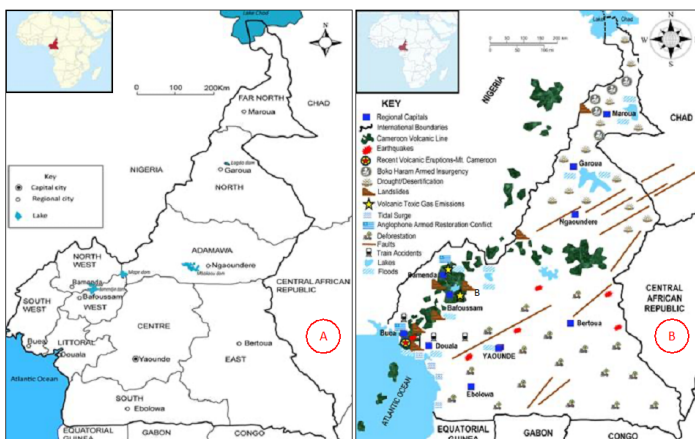 Lake Chad
N
200Km
FAR NORTH
Maroua
CHAD
Key
Capital city
Regional city
Lake
NIGERIA
Lagdo dam
Garoua
NORTH
ADAMAWA
Ngaoundere
NORTH
WEST
Bamenda
Bafoussam
WEST
SOUTH
WEST
CENTRAL AFRICAN
REPUBLIC
CENTRE
LITTORAL
Buea
Douala
Bertoua
Yaounde
EAST
A
Atlantic Ocean
SOUTH
Ebolowa
EQUATORIAL
GUINEA
GABON
CONGO
Lake Chad
N
W
E
S
NIGERIA
KEY
Regional Capitals
International Boundaries
Cameroon Volcanic Line
Earthquakes
Recent Volcanic Eruptions-Mt. Cameroon
Boko Haram Armed Insurgency
Drought/Desertification
Landslides
Volcanic Toxic Gas Emissions
Tidal Surge
Anglophone Armed Restoration Conflict
Deforestation
Faults
Train Accidents
Lakes
Floods
Maroua
CHAD
Garoua
Ngaoundere
Bamenda
B
Bafoussam
CENTRAL
AFRICAN
REPUBLIC
Buea
Douala
Bertoua
YAOUNDE
B
ATLANTIC OCEAN
Ebolowa
EQUATORIAL
GUINEA
GABON
CONGO